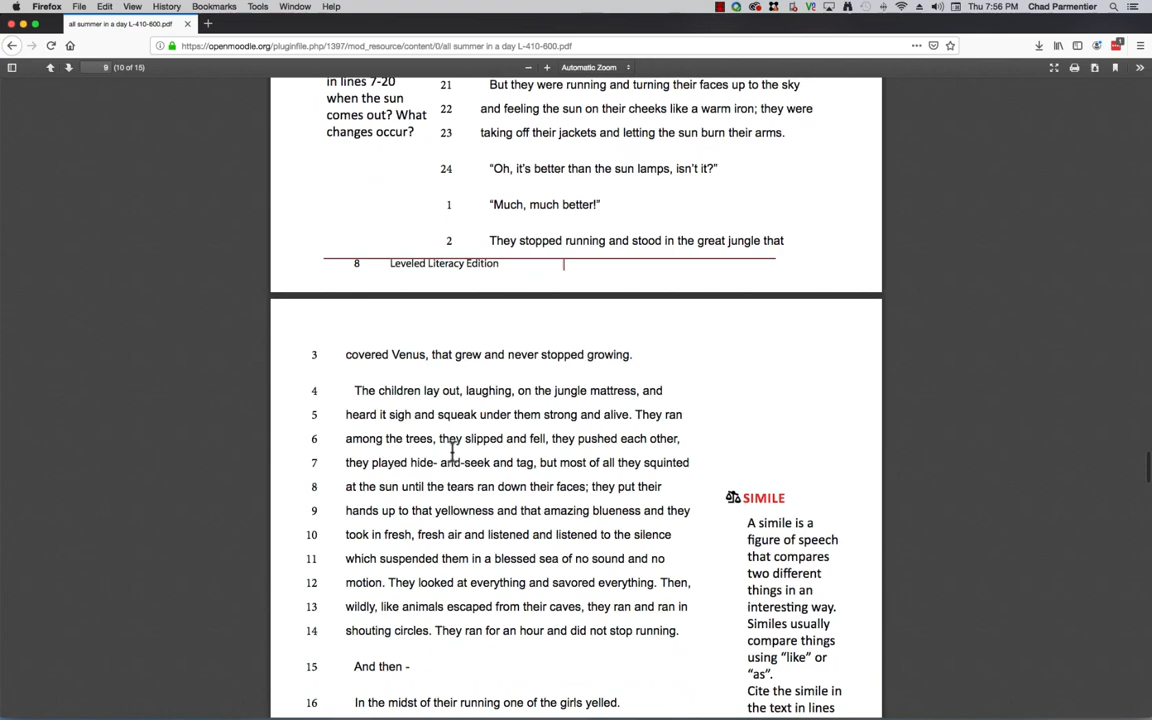 Firefox File Edit View History Bookmarks Tools Window Help Thu 7:56 PM Chad Parmentier
all summer in a day L-410-600.pdf
https://openmoodle.org/pluginfile.php/1397/mod_resource/content/0/all summer in a day L-410-600.pdf
9 (10 of 15) Automatic Zoom
in lines 7-20
when the sun
comes out? What
changes occur?
21 But they were running and turning their faces up to the sky
22 and feeling the sun on their cheeks like a warm iron; they were
23 taking off their jackets and letting the sun burn their arms.
24 “Oh, it’s better than the sun lamps, isn’t it?”
1 “Much, much better!”
2 They stopped running and stood in the great jungle that
8 Leveled Literacy Edition
3 covered Venus, that grew and never stopped growing.
4 The children lay out, laughing, on the jungle mattress, and
5 heard it sigh and squeak under them strong and alive. They ran
6 among the trees, they slipped and fell, they pushed each other,
7 they played hide- and-seek and tag, but most of all they squinted
8 at the sun until the tears ran down their faces; they put their
9 hands up to that yellowness and that amazing blueness and they
10 took in fresh, fresh air and listened and listened to the silence
11 which suspended them in a blessed sea of no sound and no
12 motion. They looked at everything and savored everything. Then,
13 wildly, like animals escaped from their caves, they ran and ran in
14 shouting circles. They ran for an hour and did not stop running.
15 And then -
16 In the midst of their running one of the girls yelled.
SIMILE
A simile is a
figure of speech
that compares
two different
things in an
interesting way.
Similes usually
compare things
using “like” or
“as”.
Cite the simile in
the text in lines